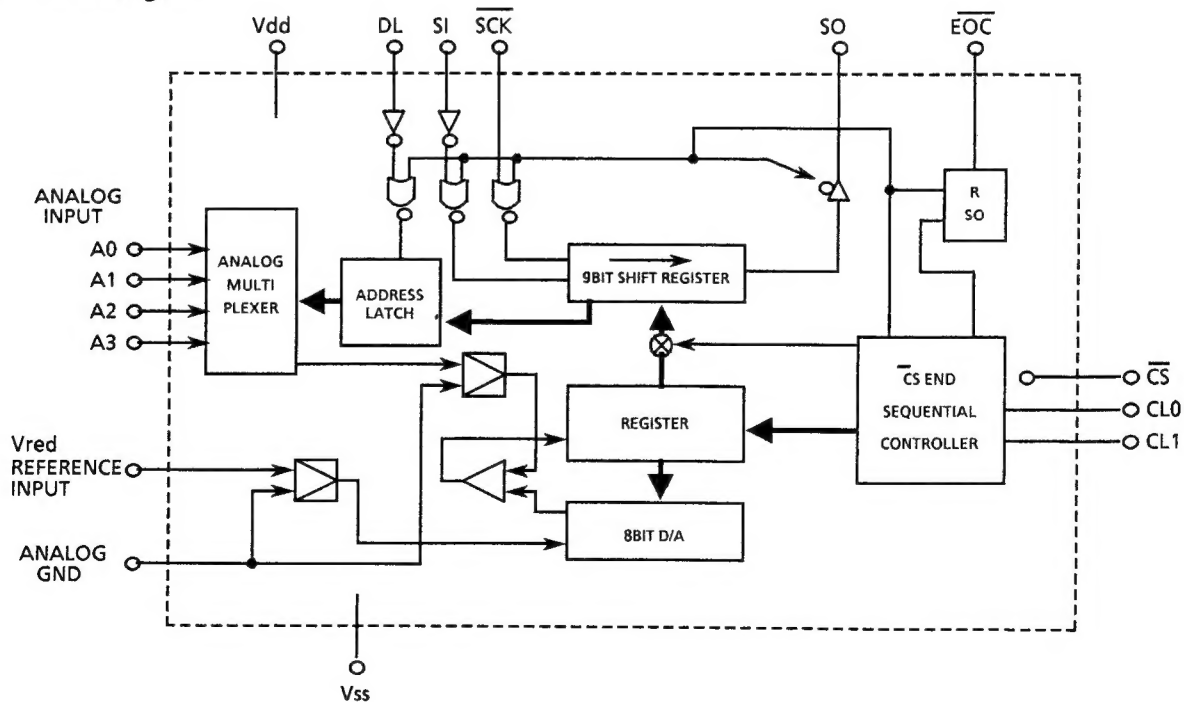 Vdd
DL
SI
SCK
SO
EOC
R
SO
ANALOG
INPUT
A0
A1
A2
A3
ANALOG
MULTI
PLEXER
ADDRESS
LATCH
9BIT SHIFT REGISTER
CS END
SEQUENTIAL
CONTROLLER
CS
CL0
CL1
REGISTER
Vred
REFERENCE
INPUT
8BIT D/A
ANALOG
GND
Vss